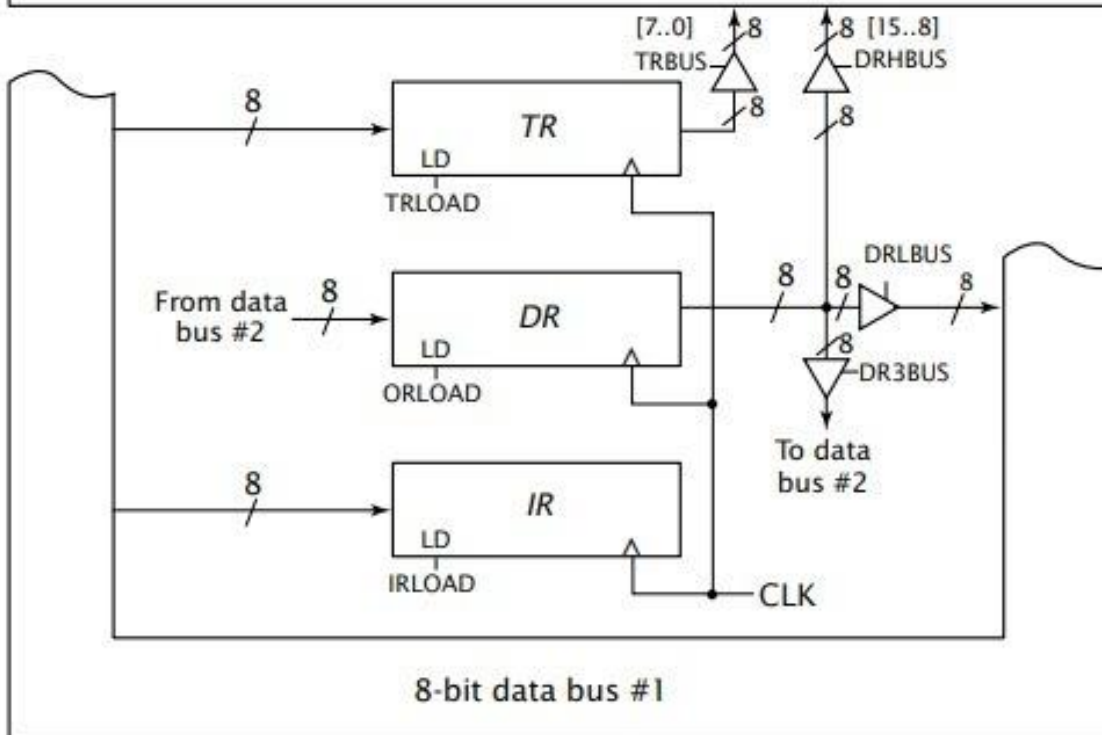 [7..0]
8
8
[15..8]
TRBUS
DRHBUS
8
8
8
TR
LD
TRLOAD
From data
bus #2
8
DR
LD
ORLOAD
8
8
DRLBUS
8
8
DR3BUS
To data
bus #2
8
IR
LD
IRLOAD
CLK
8-bit data bus #1